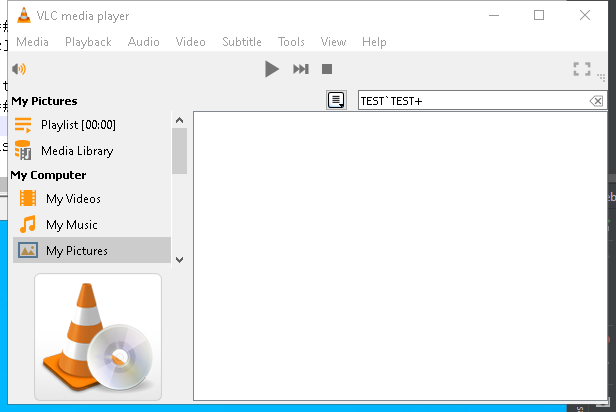 VLC media player
Media Playback Audio Video Subtitle Tools View Help
My Pictures
TEST`TEST+
Playlist [00:00]
Media Library
My Computer
My Videos
My Music
My Pictures